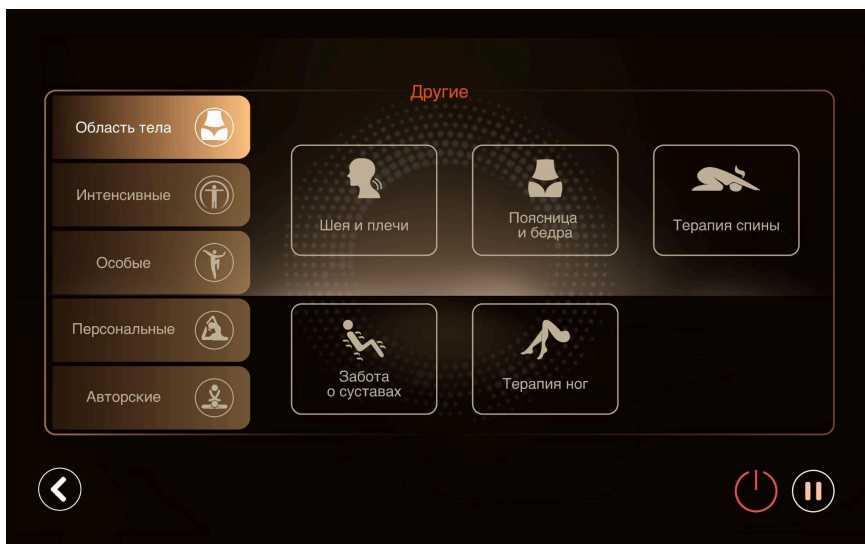 Другие
Область тела
Интенсивные
Особые
Персональные
Авторские
Шея и плечи
Поясница
и бедра
Терапия спины
Забота
о суставах
Терапия ног